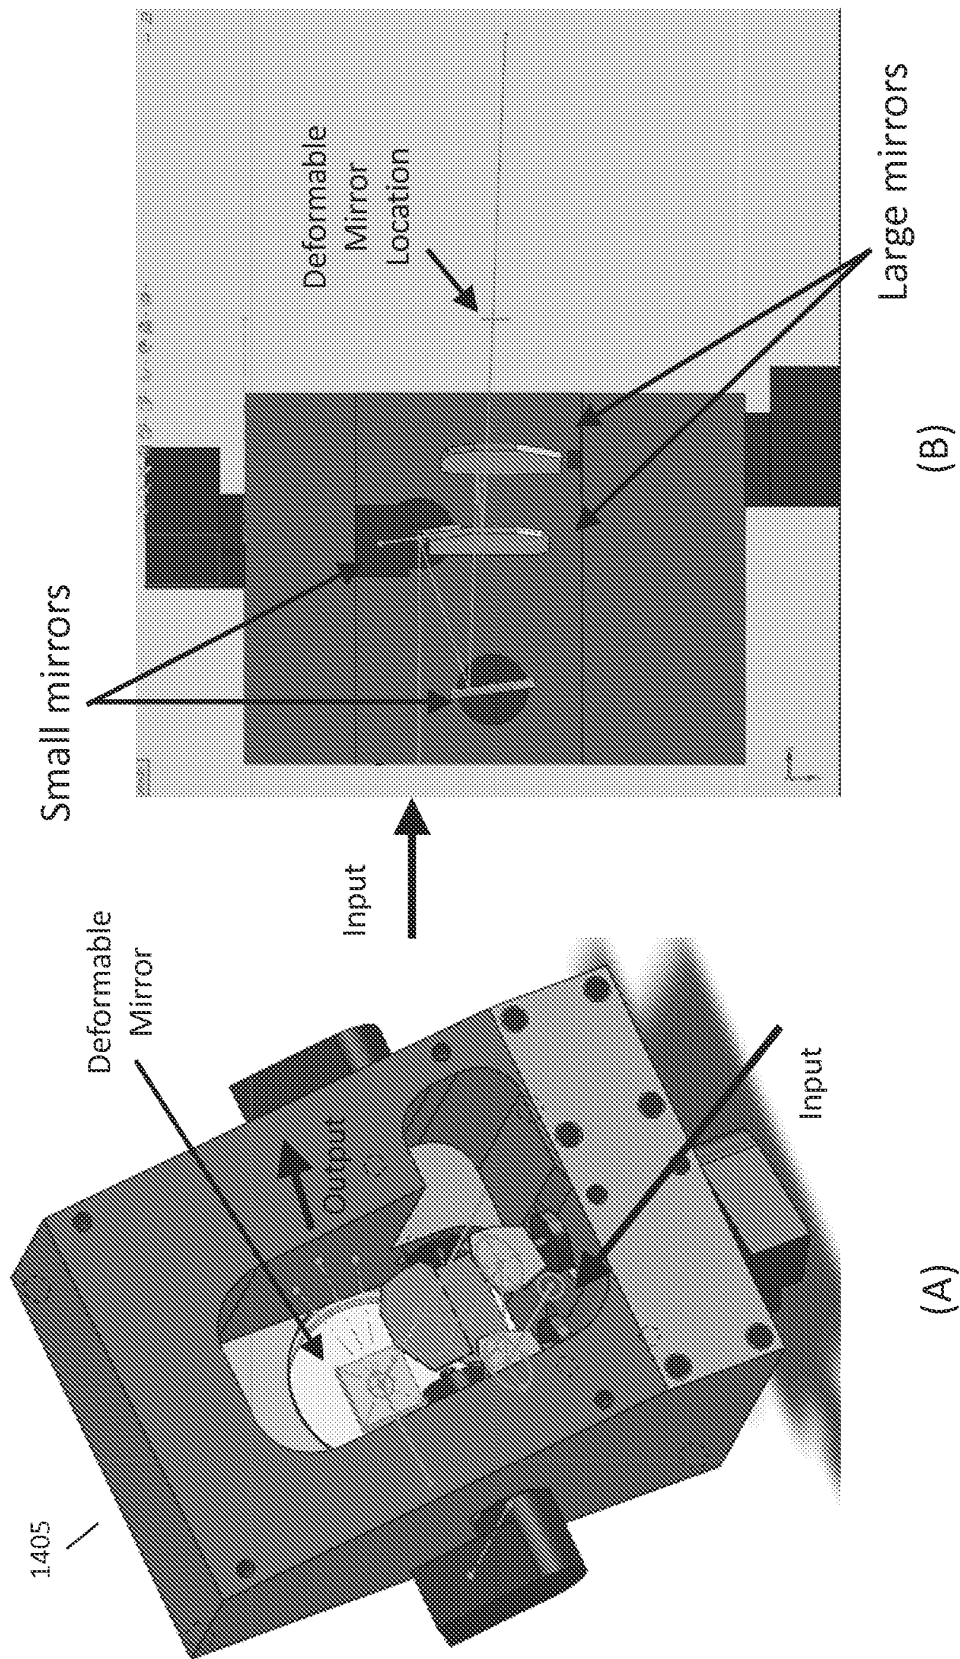 1405
Deformable
Mirror
Output
Input
(A)
Input
Small mirrors
Deformable
Mirror
Location
Large mirrors
(B)